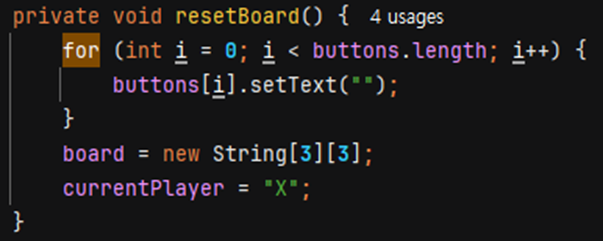 private void resetBoard() { 4 usages
for (int i = 0; i < buttons.length; i++) {
buttons[i].setText("");
}
board = new String[3][3];
currentPlayer = "X";
}